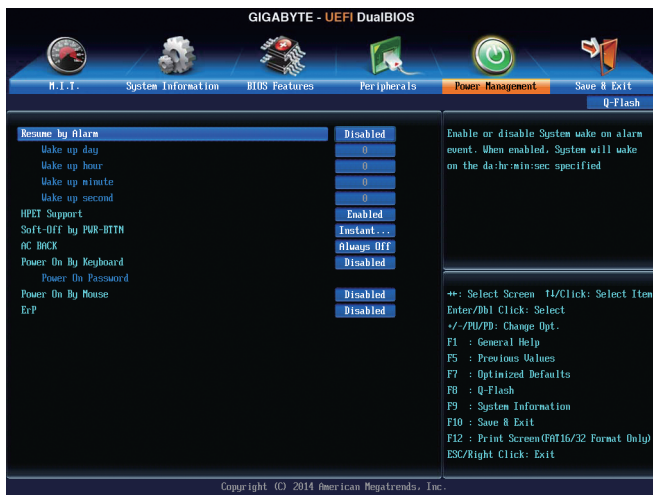 GIGABYTE - UEFI DualBIOS
M.I.T.
System Information
BIOS Features
Peripherals
Power Management
Save & Exit
Q-Flash
Resume by Alarm Disabled
Wake up day 0
Wake up hour 0
Wake up minute 0
Wake up second 0
HPET Support Enabled
Soft-Off by PWR-BTTN Instant...
AC BACK Always Off
Power On By Keyboard Disabled
Power On Password
Power On By Mouse Disabled
ErP Disabled
Enable or disable System wake on alarm
event. When enabled, System will wake
on the da:hr:min:sec specified
→←: Select Screen ↑↓/Click: Select Item
Enter/Dbl Click: Select
+/-/PU/PD: Change Opt.
F1 : General Help
F5 : Previous Values
F7 : Optimized Defaults
F8 : Q-Flash
F9 : System Information
F10 : Save & Exit
F12 : Print Screen(FAT16/32 Format Only)
ESC/Right Click: Exit
Copyright (C) 2014 American Megatrends, Inc.